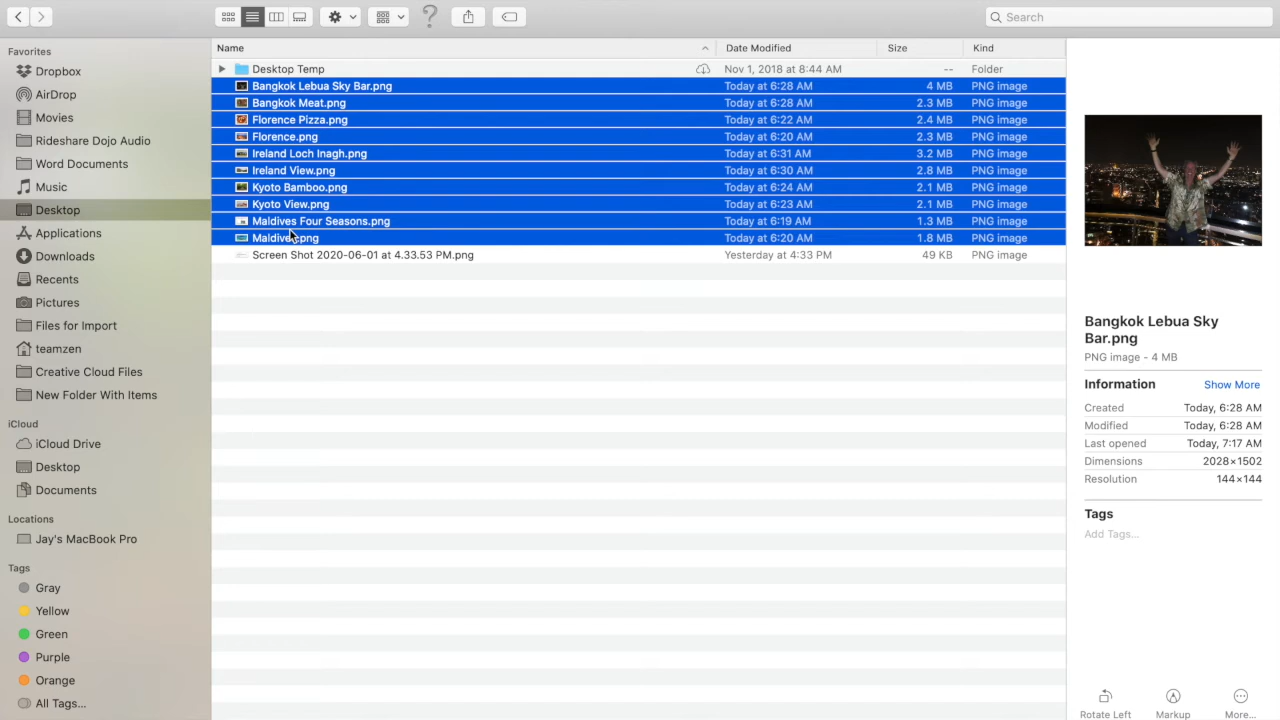 Search
Favorites
Dropbox
AirDrop
Movies
Rideshare Dojo Audio
Word Documents
Music
Desktop
Applications
Downloads
Recents
Pictures
Files for Import
teamzen
Creative Cloud Files
New Folder With Items
iCloud
iCloud Drive
Desktop
Documents
Locations
Jay's MacBook Pro
Tags
Gray
Yellow
Green
Purple
Orange
All Tags...
Name Date Modified Size Kind
Desktop Temp Nov 1, 2018 at 8:44 AM -- Folder
Bangkok Lebua Sky Bar.png Today at 6:28 AM 4 MB PNG image
Bangkok Meat.png Today at 6:28 AM 2.3 MB PNG image
Florence Pizza.png Today at 6:22 AM 2.4 MB PNG image
Florence.png Today at 6:20 AM 2.3 MB PNG image
Ireland Loch Inagh.png Today at 6:31 AM 3.2 MB PNG image
Ireland View.png Today at 6:30 AM 2.8 MB PNG image
Kyoto Bamboo.png Today at 6:24 AM 2.1 MB PNG image
Kyoto View.png Today at 6:23 AM 2.1 MB PNG image
Maldives Four Seasons.png Today at 6:19 AM 1.3 MB PNG image
Maldives.png Today at 6:20 AM 1.8 MB PNG image
Screen Shot 2020-06-01 at 4.33.53 PM.png Yesterday at 4:33 PM 49 KB PNG image
Bangkok Lebua Sky
Bar.png
PNG image - 4 MB
Information Show More
Created Today, 6:28 AM
Modified Today, 6:28 AM
Last opened Today, 7:17 AM
Dimensions 2028×1502
Resolution 144×144
Tags
Add Tags...
Rotate Left Markup More...